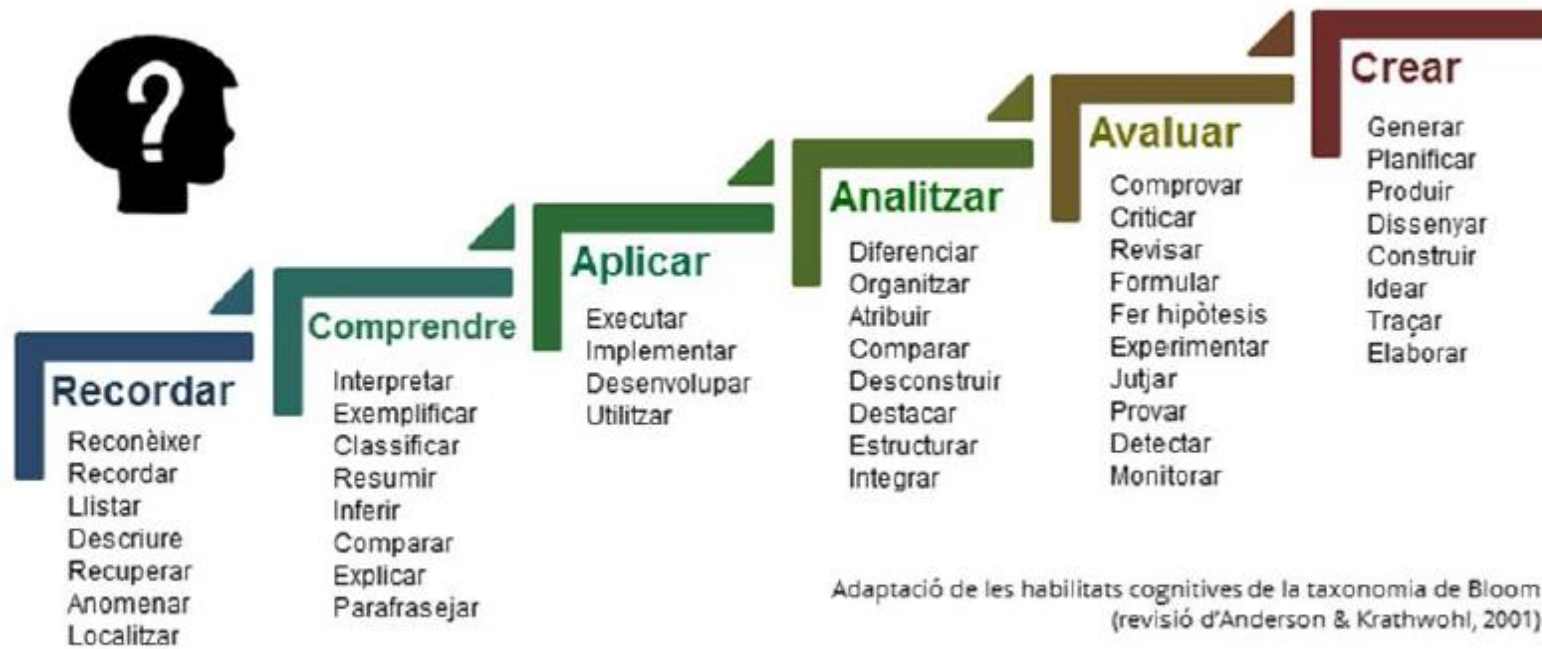 ?
Recordar
Reconèixer
Recordar
Llistar
Descriure
Recuperar
Anomenar
Localitzar
Comprendre
Interpretar
Exemplificar
Classificar
Resumir
Inferir
Comparar
Explicar
Parafrasejar
Aplicar
Executar
Implementar
Desenvolupar
Utilitzar
Analitzar
Diferenciar
Organitzar
Atribuir
Comparar
Desconstruir
Destacar
Estructurar
Integrar
Avaluar
Comprovar
Criticar
Revisar
Formular
Fer hipòtesis
Experimentar
Jutjar
Provar
Detectar
Monitorar
Crear
Generar
Planificar
Produir
Dissenyar
Construir
Idear
Traçar
Elaborar
Adaptació de les habilitats cognitives de la taxonomia de Bloom
(revisió d'Anderson & Krathwohl, 2001)